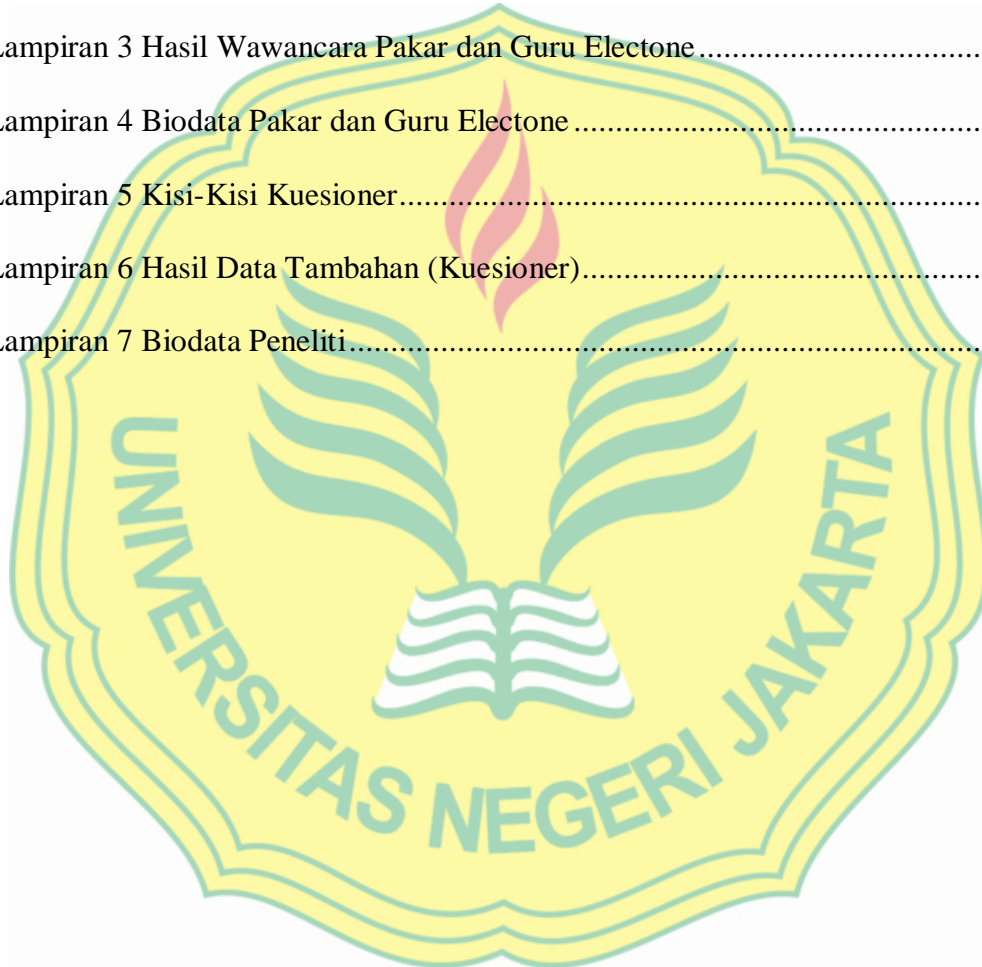 Lampiran 3 Hasil Wawancara Pakar dan Guru Electone....................................
Lampiran 4 Biodata Pakar dan Guru Electone...................................................
Lampiran 5 Kisi-Kisi Kuesioner.........................................................................
Lampiran 6 Hasil Data Tambahan (Kuesioner)..................................................
Lampiran 7 Biodata Peneliti...............................................................................
UNIVERSITAS NEGERI JAKARTA